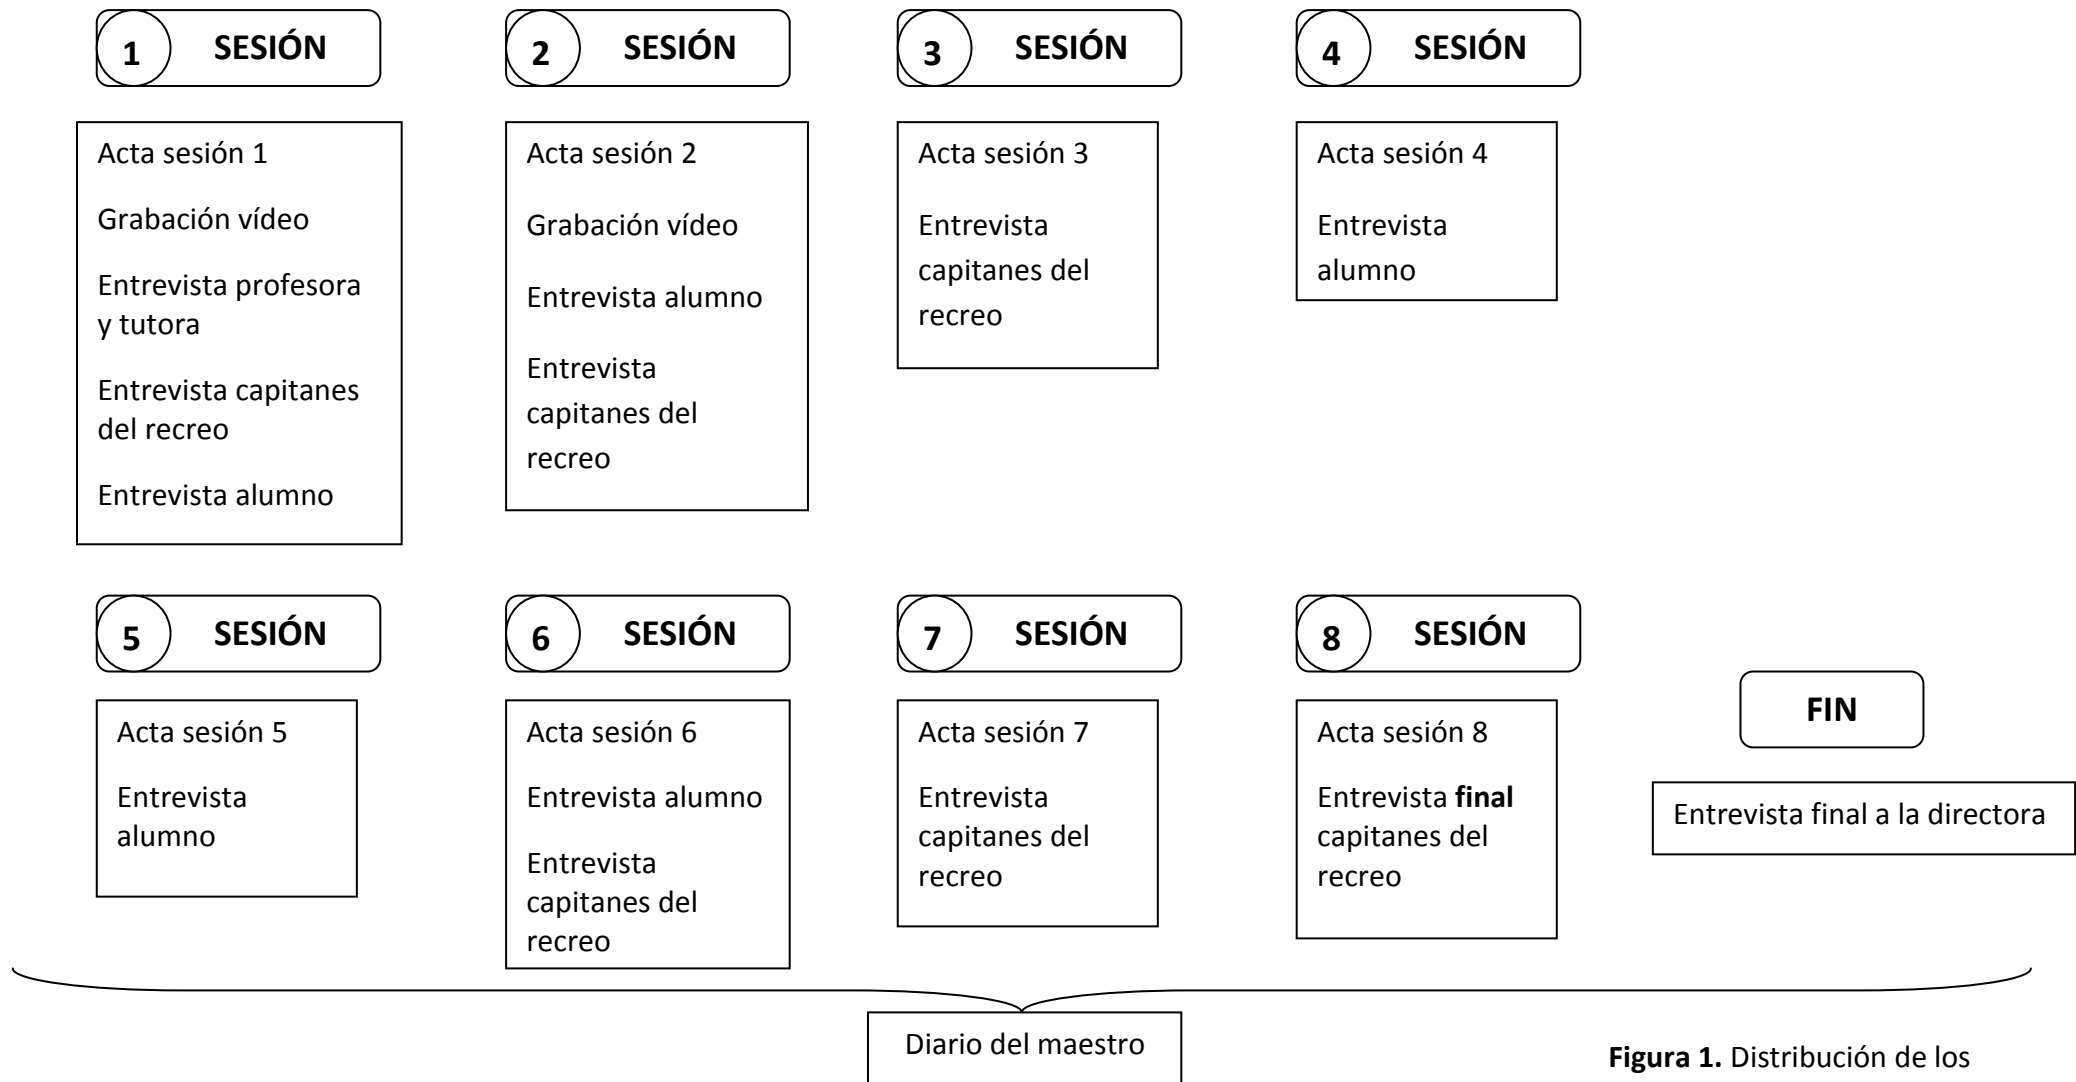 1 SESIÓN
Acta sesión 1
Grabación vídeo
Entrevista profesora
y tutora
Entrevista capitanes
del recreo
Entrevista alumno
2 SESIÓN
Acta sesión 2
Grabación vídeo
Entrevista alumno
Entrevista
capitanes del
recreo
3 SESIÓN
Acta sesión 3
Entrevista
capitanes del
recreo
4 SESIÓN
Acta sesión 4
Entrevista
alumno
5 SESIÓN
Acta sesión 5
Entrevista
alumno
6 SESIÓN
Acta sesión 6
Entrevista alumno
Entrevista
capitanes del
recreo
7 SESIÓN
Acta sesión 7
Entrevista
capitanes del
recreo
8 SESIÓN
Acta sesión 8
Entrevista final
capitanes del
recreo
FIN
Entrevista final a la directora
Diario del maestro
Figura 1. Distribución de los